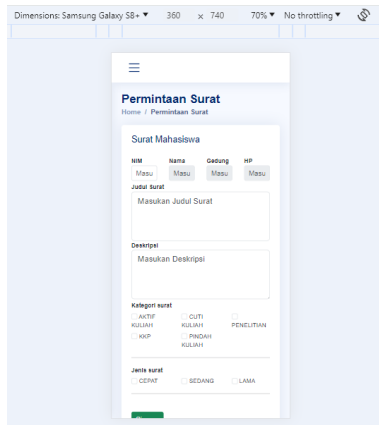 Dimensions: Samsung Galaxy S8+ ▼ 360 × 740 70% ▼ No throttling ▼
Permintaan Surat
Home / Permintaan Surat
Surat Mahasiswa
NIM Nama Gedung HP
Masu Masu Masu Masu
Judul Surat
Masukan Judul Surat
Deskripsi
Masukan Deskripsi
Kategori surat
AKTIF KULIAH
CUTI KULIAH
PENELITIAN
KKP
PINDAH KULIAH
Jenis surat
CEPAT SEDANG LAMA